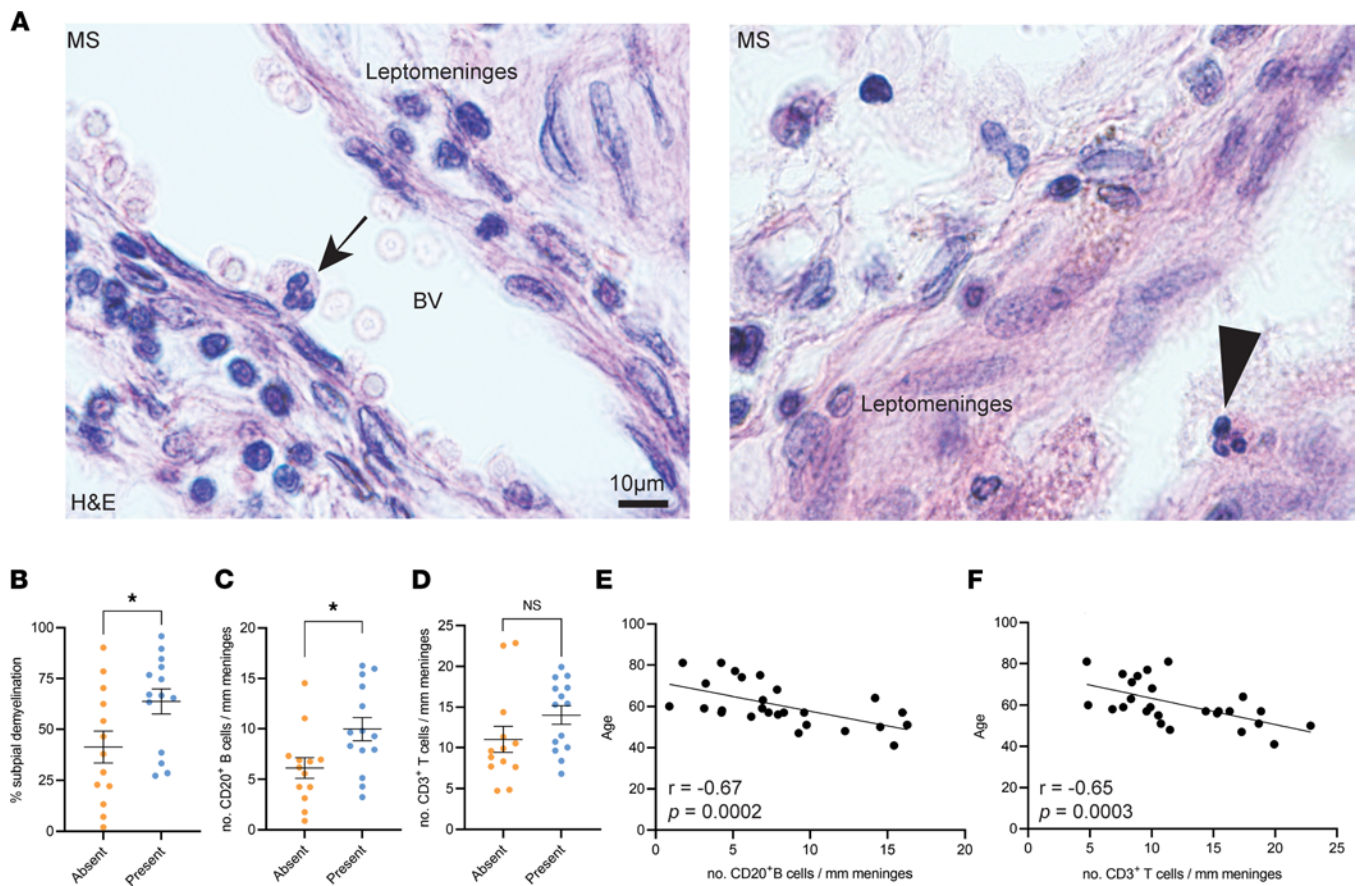 A
MS
Leptomeninges
BV
H&E
10µm
MS
Leptomeninges
B
*
% subpial demyelination
100
75
50
25
0
Absent
Present
C
*
no. CD20+ B cells / mm meninges
20
15
10
5
0
Absent
Present
D
NS
no. CD3+ T cells / mm meninges
25
20
15
10
5
0
Absent
Present
E
Age
100
80
60
40
20
0
r = -0.67
p = 0.0002
0
5
10
15
20
no. CD20+B cells / mm meninges
F
Age
100
80
60
40
20
0
r = -0.65
p = 0.0003
0
5
10
15
20
25
no. CD3+ T cells / mm meninges